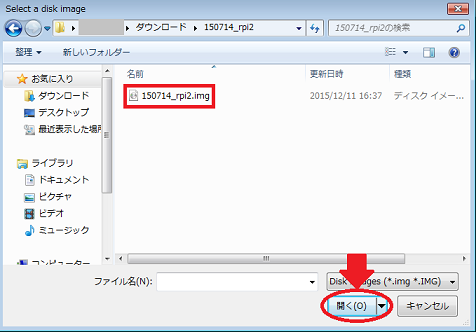 Select a disk image
ダウンロード ▸ 150714_rpi2
150714_rpi2の検索
整理 新しいフォルダー
名前 更新日時 種類
お気に入り
ダウンロード
デスクトップ
最近表示した場所
ライブラリ
ドキュメント
ピクチャ
ビデオ
ミュージック
コンピューター
150714_rpi2.img 2015/12/11 16:37 ディスク イメー...
ファイル名(N):
(*.img *.IMG)
開く(O) キャンセル